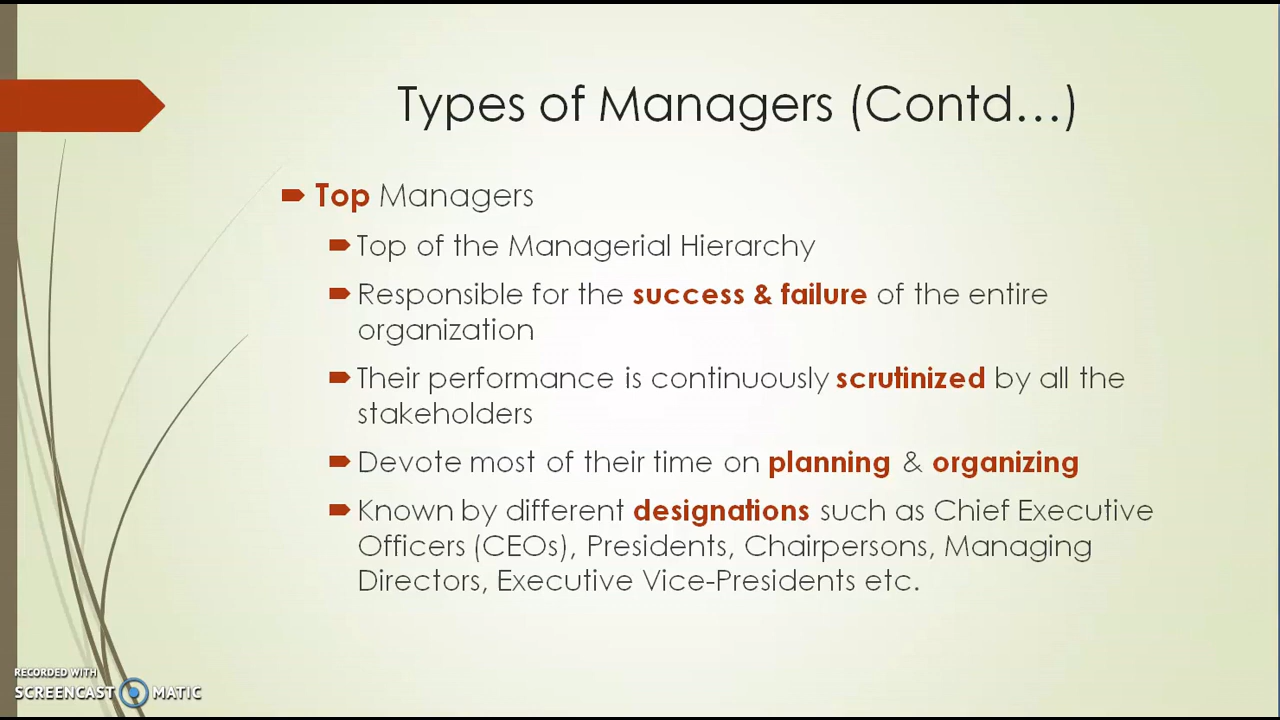 Types of Managers (Contd...)
Top Managers
Top of the Managerial Hierarchy
Responsible for the success & failure of the entire
organization
Their performance is continuously scrutinized by all the
stakeholders
Devote most of their time on planning & organizing
Known by different designations such as Chief Executive
Officers (CEOs), Presidents, Chairpersons, Managing
Directors, Executive Vice-Presidents etc.
RECORDED WITH
SCREENCAST MATIC